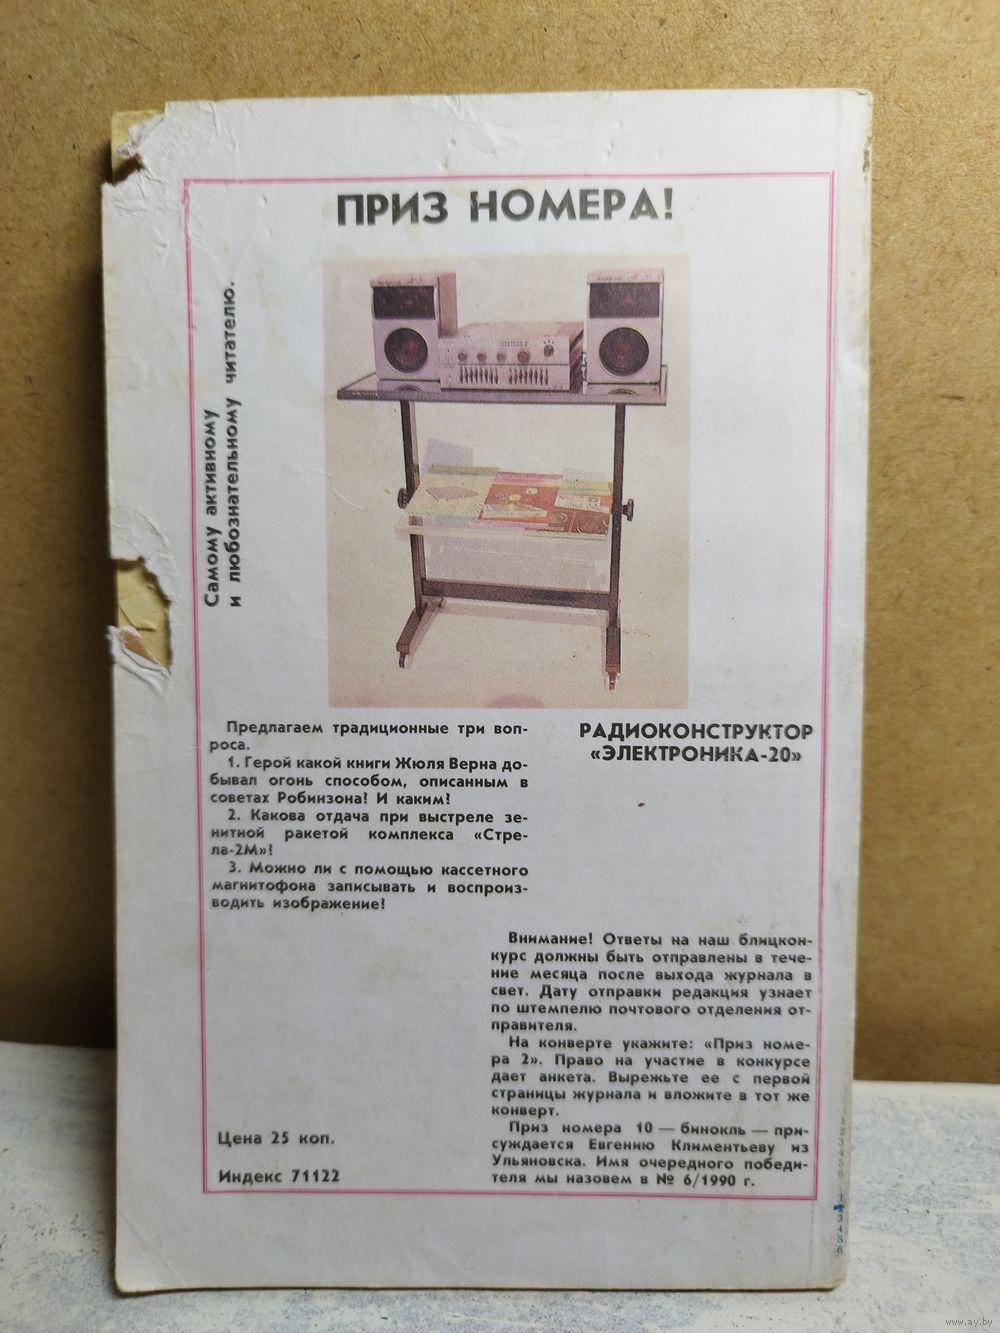 ПРИЗ НОМЕРА!
Самому активному
и любознательному читателю.
Предлагаем традиционные три воп-
роса.
1. Герой какой книги Жюля Верна до-
бывал огонь способом, описанным в
советах Робинзона? И каким?
2. Какова отдача при выстреле зе-
нитной ракетой комплекса «Стре-
ла-2М»?
3. Можно ли с помощью кассетного
магнитофона записывать и воспроиз-
водить изображение?
РАДИОКОНСТРУКТОР
«ЭЛЕКТРОНИКА-20»
Внимание! Ответы на наш блицкон-
курс должны быть отправлены в тече-
ние месяца после выхода журнала в
свет. Дату отправки редакция узнает
по штемпелю почтового отделения от-
правителя.
На конверте укажите: «Приз номе-
ра 2». Право на участие в конкурсе
дает анкета. Вырежьте ее с первой
страницы журнала и вложите в тот же
конверт.
Приз номера 10 — бинокль — при-
суждается Евгению Климентьеву из
Ульяновска. Имя очередного победи-
теля мы назовем в № 6/1990 г.
Цена 25 коп.
Индекс 71122
www.ay.by